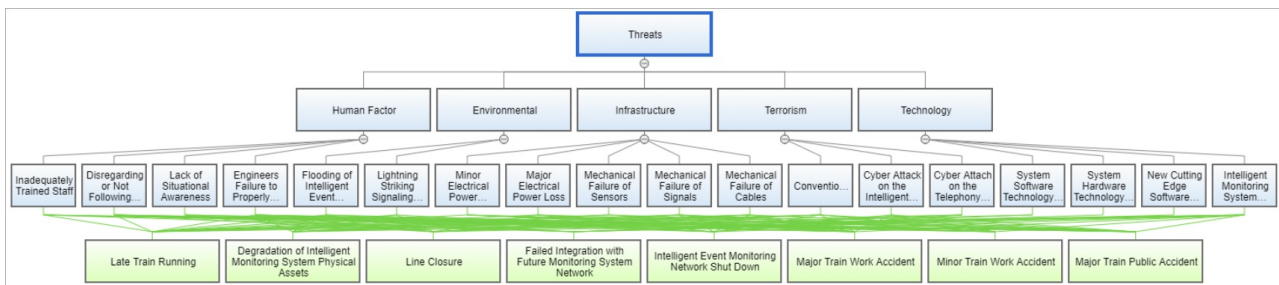 Threats
Human Factor
Environmental
Infrastructure
Terrorism
Technology
Inadequately
Trained Staff
Disregarding
or Not
Following...
Lack of
Situational
Awareness
Engineers
Failure to
Properly...
Flooding of
Intelligent
Event...
Lightning
Striking
Signaling...
Minor
Electrical
Power...
Major
Electrical
Power Loss
Mechanical
Failure of
Sensors
Mechanical
Failure of
Signals
Mechanical
Failure of
Cables
Conventio...
Cyber Attack
on the
Intelligent...
Cyber Attach
on the
Telephony...
System
Software
Technology...
System
Hardware
Technology...
New Cutting
Edge
Software...
Intelligent
Monitoring
System...
Late Train Running
Degradation of Intelligent
Monitoring System Physical
Assets
Line Closure
Failed Integration with
Future Monitoring System
Network
Intelligent Event Monitoring
Network Shut Down
Major Train Work Accident
Minor Train Work Accident
Major Train Public Accident